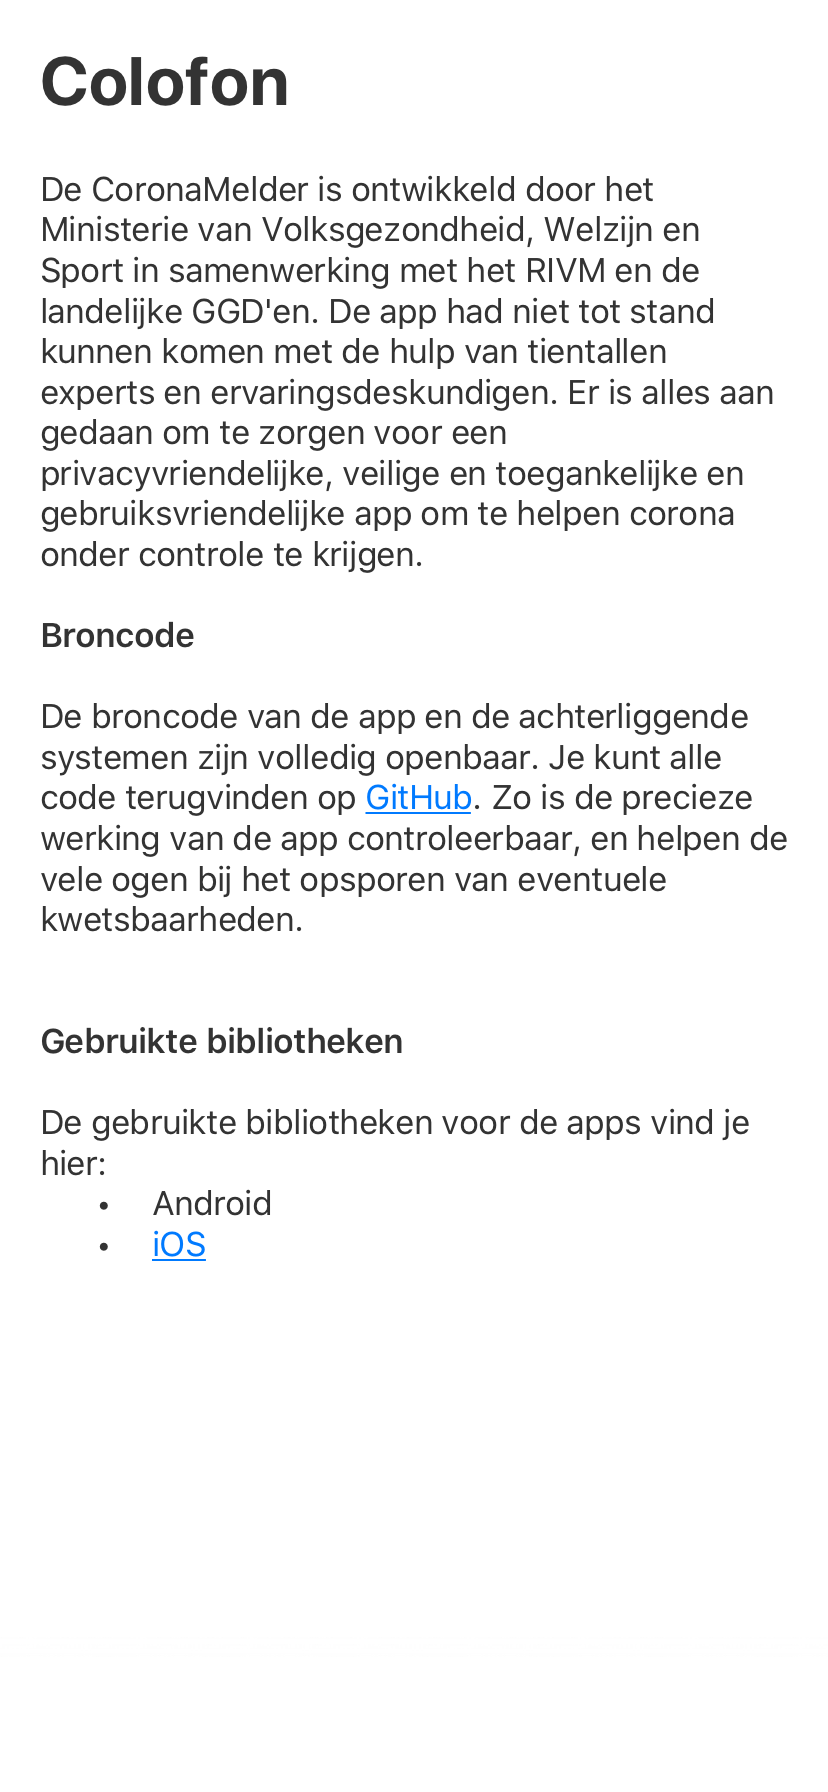 Colofon
De CoronaMelder is ontwikkeld door het
Ministerie van Volksgezondheid, Welzijn en
Sport in samenwerking met het RIVM en de
landelijke GGD'en. De app had niet tot stand
kunnen komen met de hulp van tientallen
experts en ervaringsdeskundigen. Er is alles aan
gedaan om te zorgen voor een
privacyvriendelijke, veilige en toegankelijke en
gebruiksvriendelijke app om te helpen corona
onder controle te krijgen.
Broncode
De broncode van de app en de achterliggende
systemen zijn volledig openbaar. Je kunt alle
code terugvinden op GitHub. Zo is de precieze
werking van de app controleerbaar, en helpen de
vele ogen bij het opsporen van eventuele
kwetsbaarheden.
Gebruikte bibliotheken
De gebruikte bibliotheken voor de apps vind je
hier:
• Android
• iOS